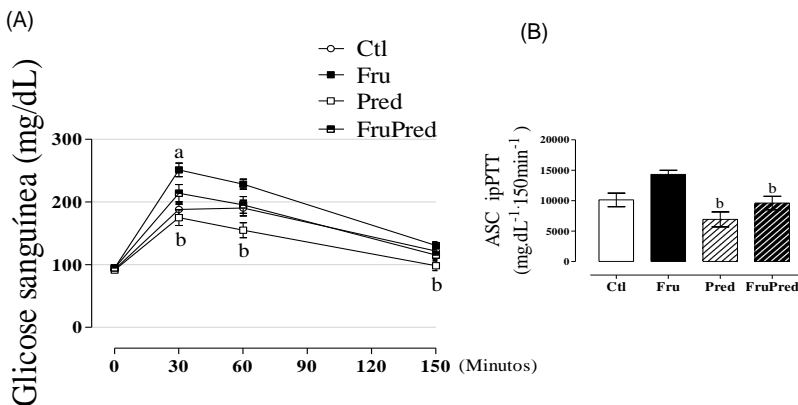 (A)
Ctl
Fru
Pred
FruPred
Glicose sanguínea (mg/dL)
300
200
100
0
a
b
b
b
0
30
60
90
120
150
(Minutos)
(B)
ASC ipPTT
(mg.dL⁻¹·150min⁻¹)
20000
15000
10000
5000
0
b
b
Ctl
Fru
Pred
FruPred